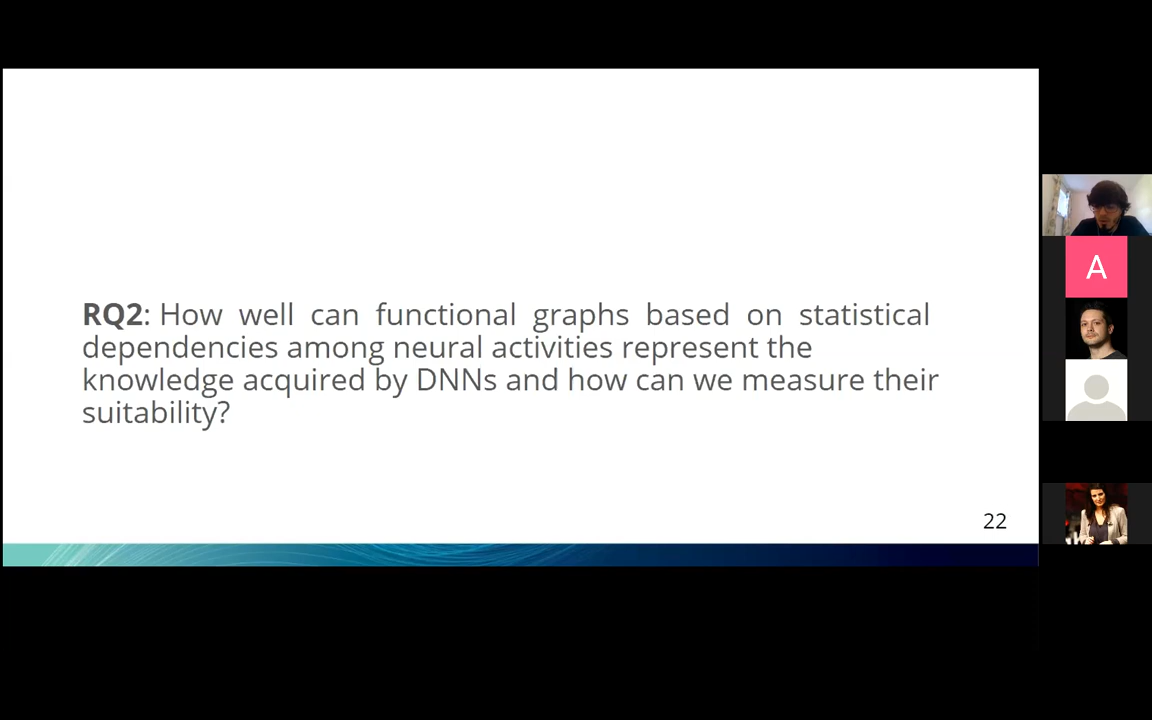 RQ2: How well can functional graphs based on statistical
dependencies among neural activities represent the
knowledge acquired by DNNs and how can we measure their
suitability?
22
A